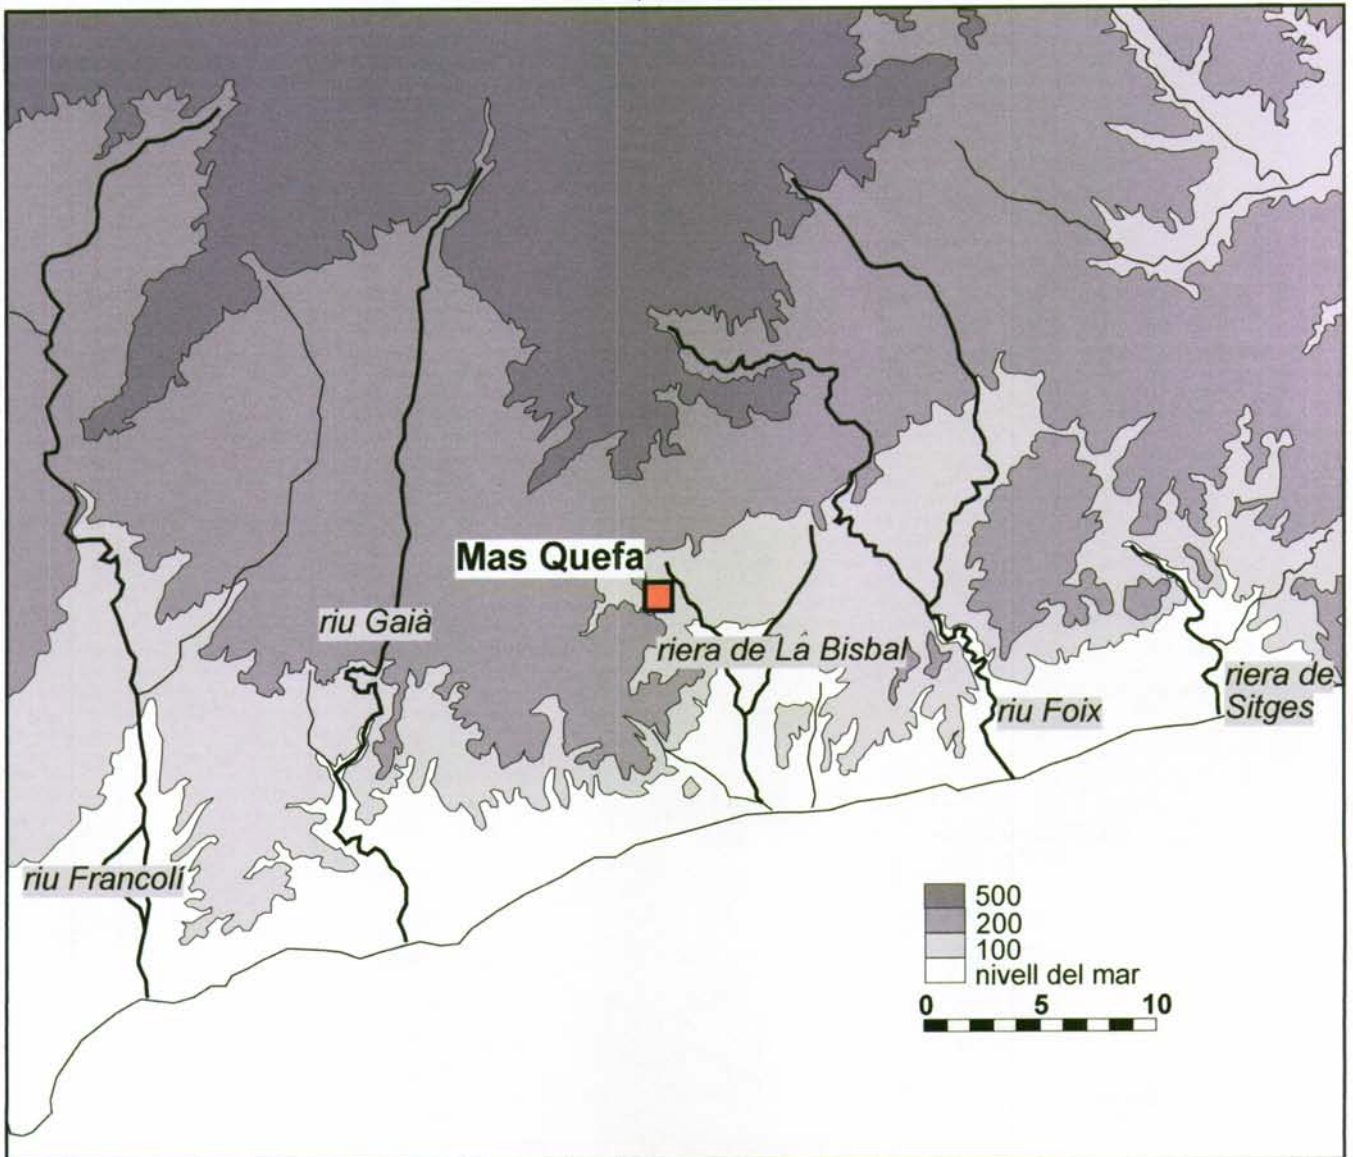 Mas Quefa
riu Gaià
riera de La Bisbal
riera de
Sitges
riu Foix
riu Francolí
500
200
100
nivell del mar
0 5 10